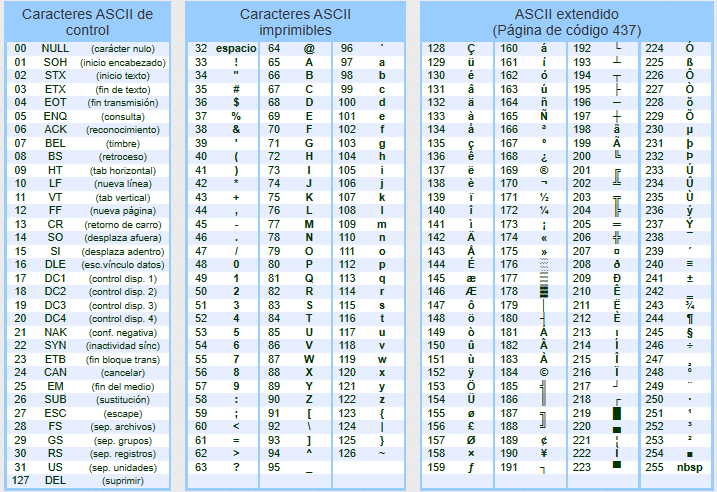 Caracteres ASCII de
control
00 NULL (carácter nulo)
01 SOH (inicio encabezado)
02 STX (inicio texto)
03 ETX (fin de texto)
04 EOT (fin transmisión)
05 ENQ (consulta)
06 ACK (reconocimiento)
07 BEL (timbre)
08 BS (retroceso)
09 HT (tab horizontal)
10 LF (nueva línea)
11 VT (tab vertical)
12 FF (nueva página)
13 CR (retorno de carro)
14 SO (desplaza afuera)
15 SI (desplaza adentro)
16 DLE (esc.vínculo datos)
17 DC1 (control disp. 1)
18 DC2 (control disp. 2)
19 DC3 (control disp. 3)
20 DC4 (control disp. 4)
21 NAK (conf. negativa)
22 SYN (inactividad sínc)
23 ETB (fin bloque trans)
24 CAN (cancelar)
25 EM (fin del medio)
26 SUB (sustitución)
27 ESC (escape)
28 FS (sep. archivos)
29 GS (sep. grupos)
30 RS (sep. registros)
31 US (sep. unidades)
127 DEL (suprimir)
Caracteres ASCII
imprimibles
32 espacio 64 @ 96 `
33 ! 65 A 97 a
34 " 66 B 98 b
35 # 67 C 99 c
36 $ 68 D 100 d
37 % 69 E 101 e
38 & 70 F 102 f
39 ' 71 G 103 g
40 ( 72 H 104 h
41 ) 73 I 105 i
42 * 74 J 106 j
43 + 75 K 107 k
44 , 76 L 108 l
45 - 77 M 109 m
46 . 78 N 110 n
47 / 79 O 111 o
48 0 80 P 112 p
49 1 81 Q 113 q
50 2 82 R 114 r
51 3 83 S 115 s
52 4 84 T 116 t
53 5 85 U 117 u
54 6 86 V 118 v
55 7 87 W 119 w
56 8 88 X 120 x
57 9 89 Y 121 y
58 : 90 Z 122 z
59 ; 91 [ 123 {
60 < 92 \ 124 |
61 = 93 ] 125 }
62 > 94 ^ 126 ~
63 ? 95 _
ASCII extendido
(Página de código 437)
128 Ç 160 á 192 └ 224 Ó
129 ü 161 í 193 ┴ 225 ß
130 é 162 ó 194 ┬ 226 Ô
131 â 163 ú 195 ├ 227 Ò
132 ä 164 ñ 196 ─ 228 õ
133 à 165 Ñ 197 ┼ 229 Õ
134 å 166 ª 198 ã 230 µ
135 ç 167 º 199 Ã 231 þ
136 ê 168 ¿ 200 ╚ 232 Þ
137 ë 169 ® 201 ╔ 233 Ú
138 è 170 ¬ 202 ╩ 234 Û
139 ï 171 ½ 203 ╦ 235 Ù
140 î 172 ¼ 204 ╠ 236 ý
141 ì 173 ¡ 205 ═ 237 Ý
142 Ä 174 « 206 ╬ 238 ¯
143 Å 175 » 207 ¤ 239 ´
144 É 176 ░ 208 ð 240 ≡
145 æ 177 ▒ 209 Ð 241 ±
146 Æ 178 ▓ 210 Ê 242 ‗
147 ô 179 │ 211 Ë 243 ¾
148 ö 180 ┤ 212 È 244 ¶
149 ò 181 Á 213 ı 245 §
150 û 182 Â 214 Í 246 ÷
151 ù 183 À 215 Î 247 ¸
152 ÿ 184 © 216 Ï 248 °
153 Ö 185 ╣ 217 ┘ 249 ¨
154 Ü 186 ║ 218 ┌ 250 ·
155 ø 187 ╗ 219 █ 251 ¹
156 £ 188 ╝ 220 ▄ 252 ³
157 Ø 189 ¢ 221 ¦ 253 ²
158 × 190 ¥ 222 Ì 254 ■
159 ƒ 191 ┐ 223 ▀ 255 nbsp